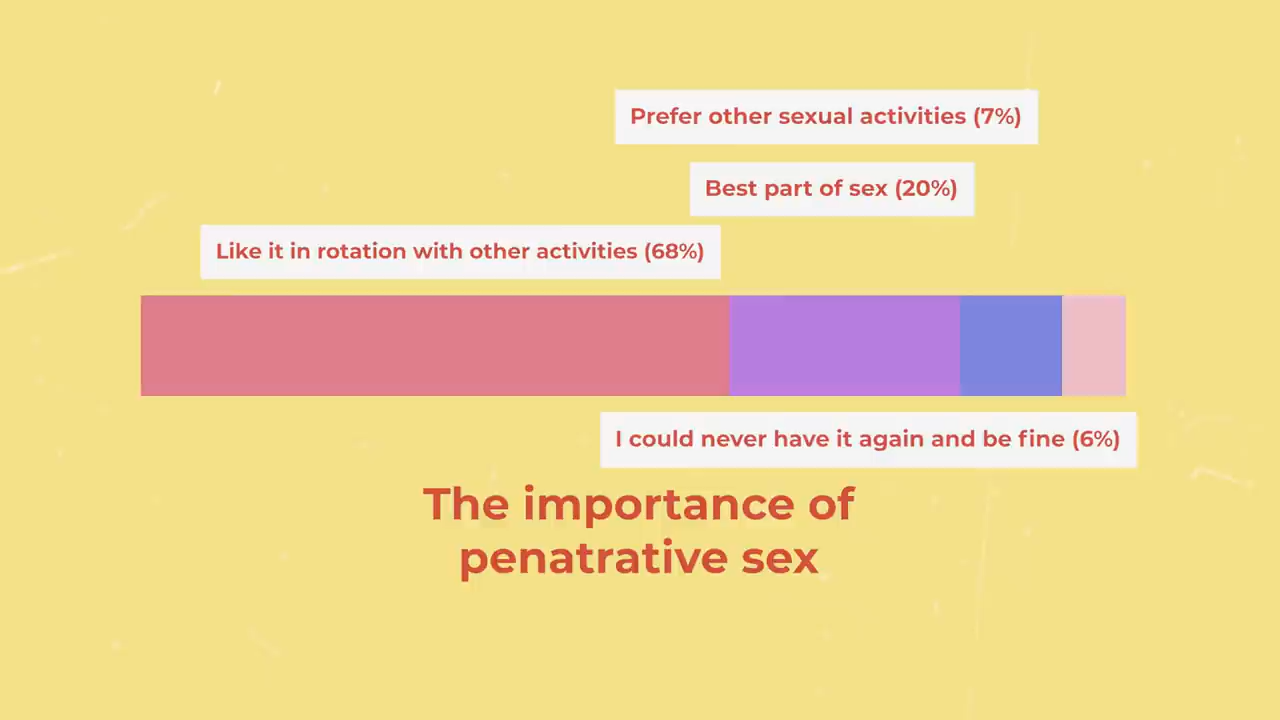 Prefer other sexual activities (7%)
Best part of sex (20%)
Like it in rotation with other activities (68%)
I could never have it again and be fine (6%)
The importance of
penatrative sex